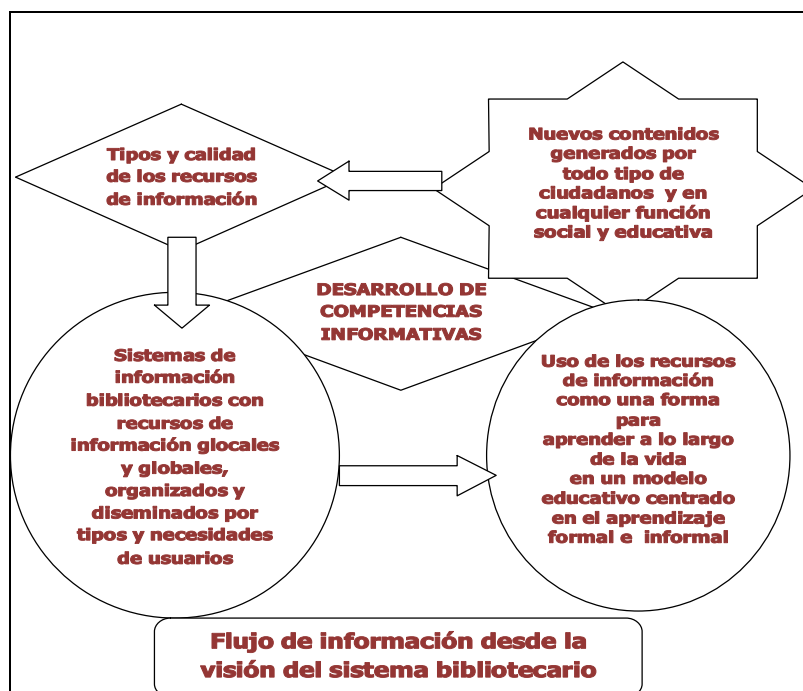 Tipos y calidad
de los recursos
de información
Nuevos contenidos
generados por
todo tipo de
ciudadanos y en
cualquier función
social y educativa
DESARROLLO DE
COMPETENCIAS
INFORMATIVAS
Sistemas de
información
bibliotecarios con
recursos de
información glocales
y globales,
organizados y
diseminados por
tipos y necesidades
de usuarios
Uso de los recursos
de información
como una forma
para
aprender a lo largo
de la vida
en un modelo
educativo centrado
en el aprendizaje
formal e informal
Flujo de información desde la
visión del sistema bibliotecario